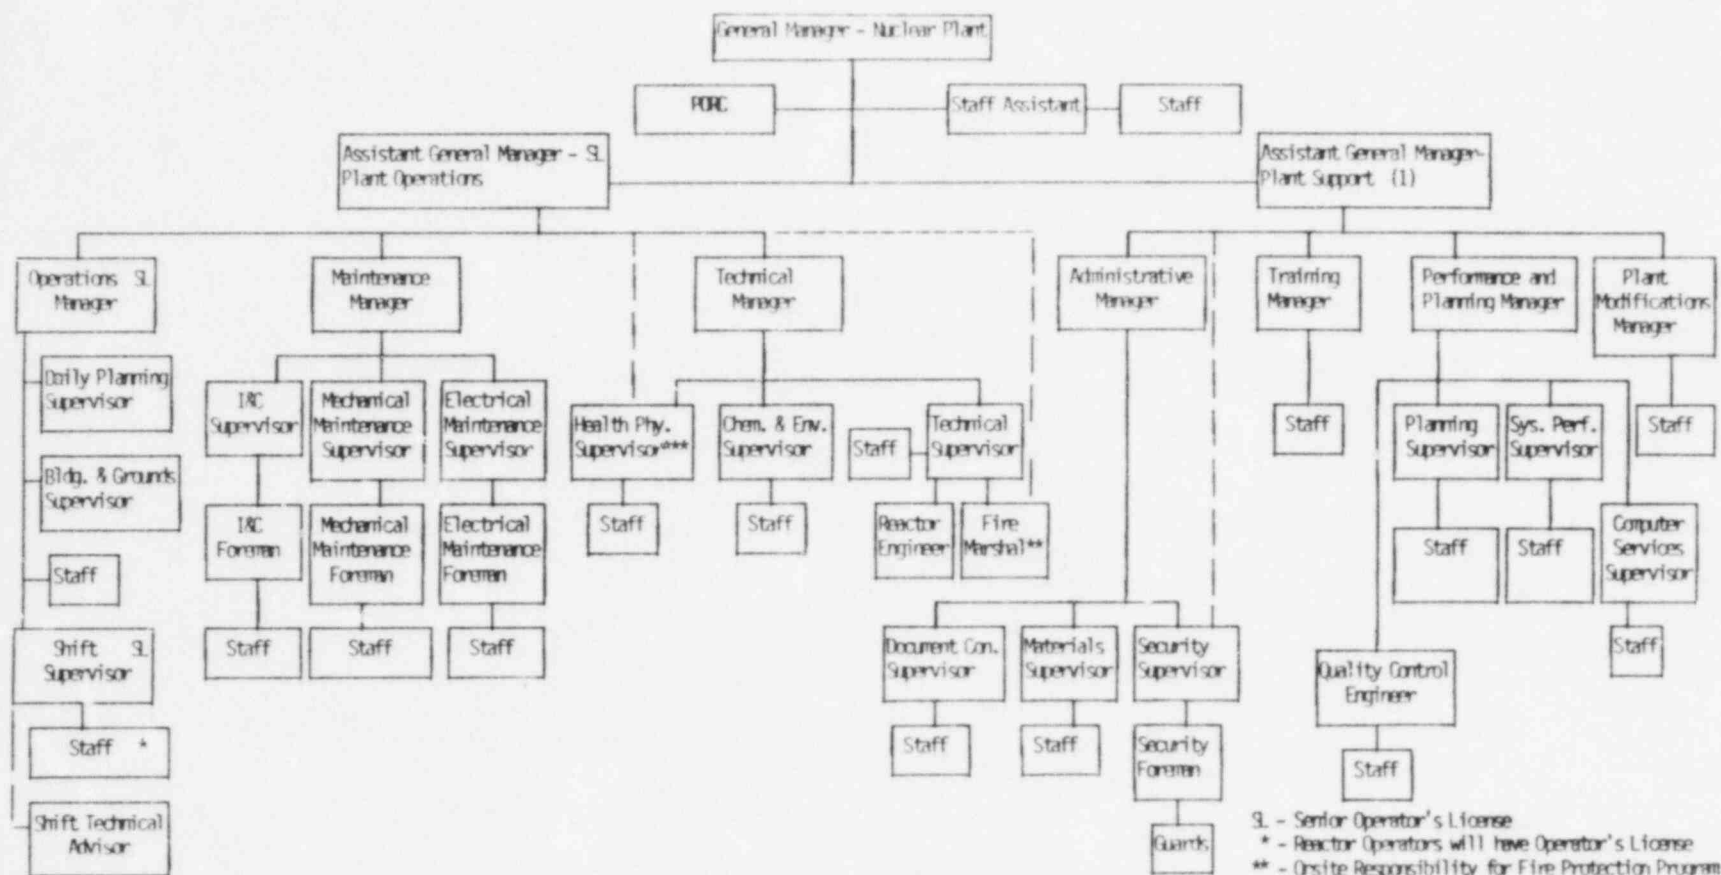 General Manager - Nuclear Plant
PORC
Staff Assistant
Staff
Assistant General Manager - SL
Plant Operations
Assistant General Manager-
Plant Support (1)
Operations SL
Manager
Maintenance
Manager
Technical
Manager
Administrative
Manager
Training
Manager
Performance and
Planning Manager
Plant
Modifications
Manager
Daily Planning
Supervisor
Bldg. & Grounds
Supervisor
Staff
Shift SL
Supervisor
Staff *
Shift Technical
Advisor
I&C
Supervisor
Mechanical
Maintenance
Supervisor
Electrical
Maintenance
Supervisor
I&C
Foreman
Mechanical
Maintenance
Foreman
Electrical
Maintenance
Foreman
Staff
Staff
Staff
Health Phy.
Supervisor***
Chem. & Env.
Supervisor
Staff
Technical
Supervisor
Staff
Staff
Reactor
Engineer
Fire
Marshal**
Document Con.
Supervisor
Materials
Supervisor
Security
Supervisor
Staff
Staff
Security
Foreman
Guards
Staff
Planning
Supervisor
Sys. Perf.
Supervisor
Staff
Staff
Staff
Computer
Services
Supervisor
Staff
Quality Control
Engineer
Staff
SL - Senior Operator's License
* - Reactor Operators will have Operator's License
** - Onsite Responsibility for Fire Protection Program